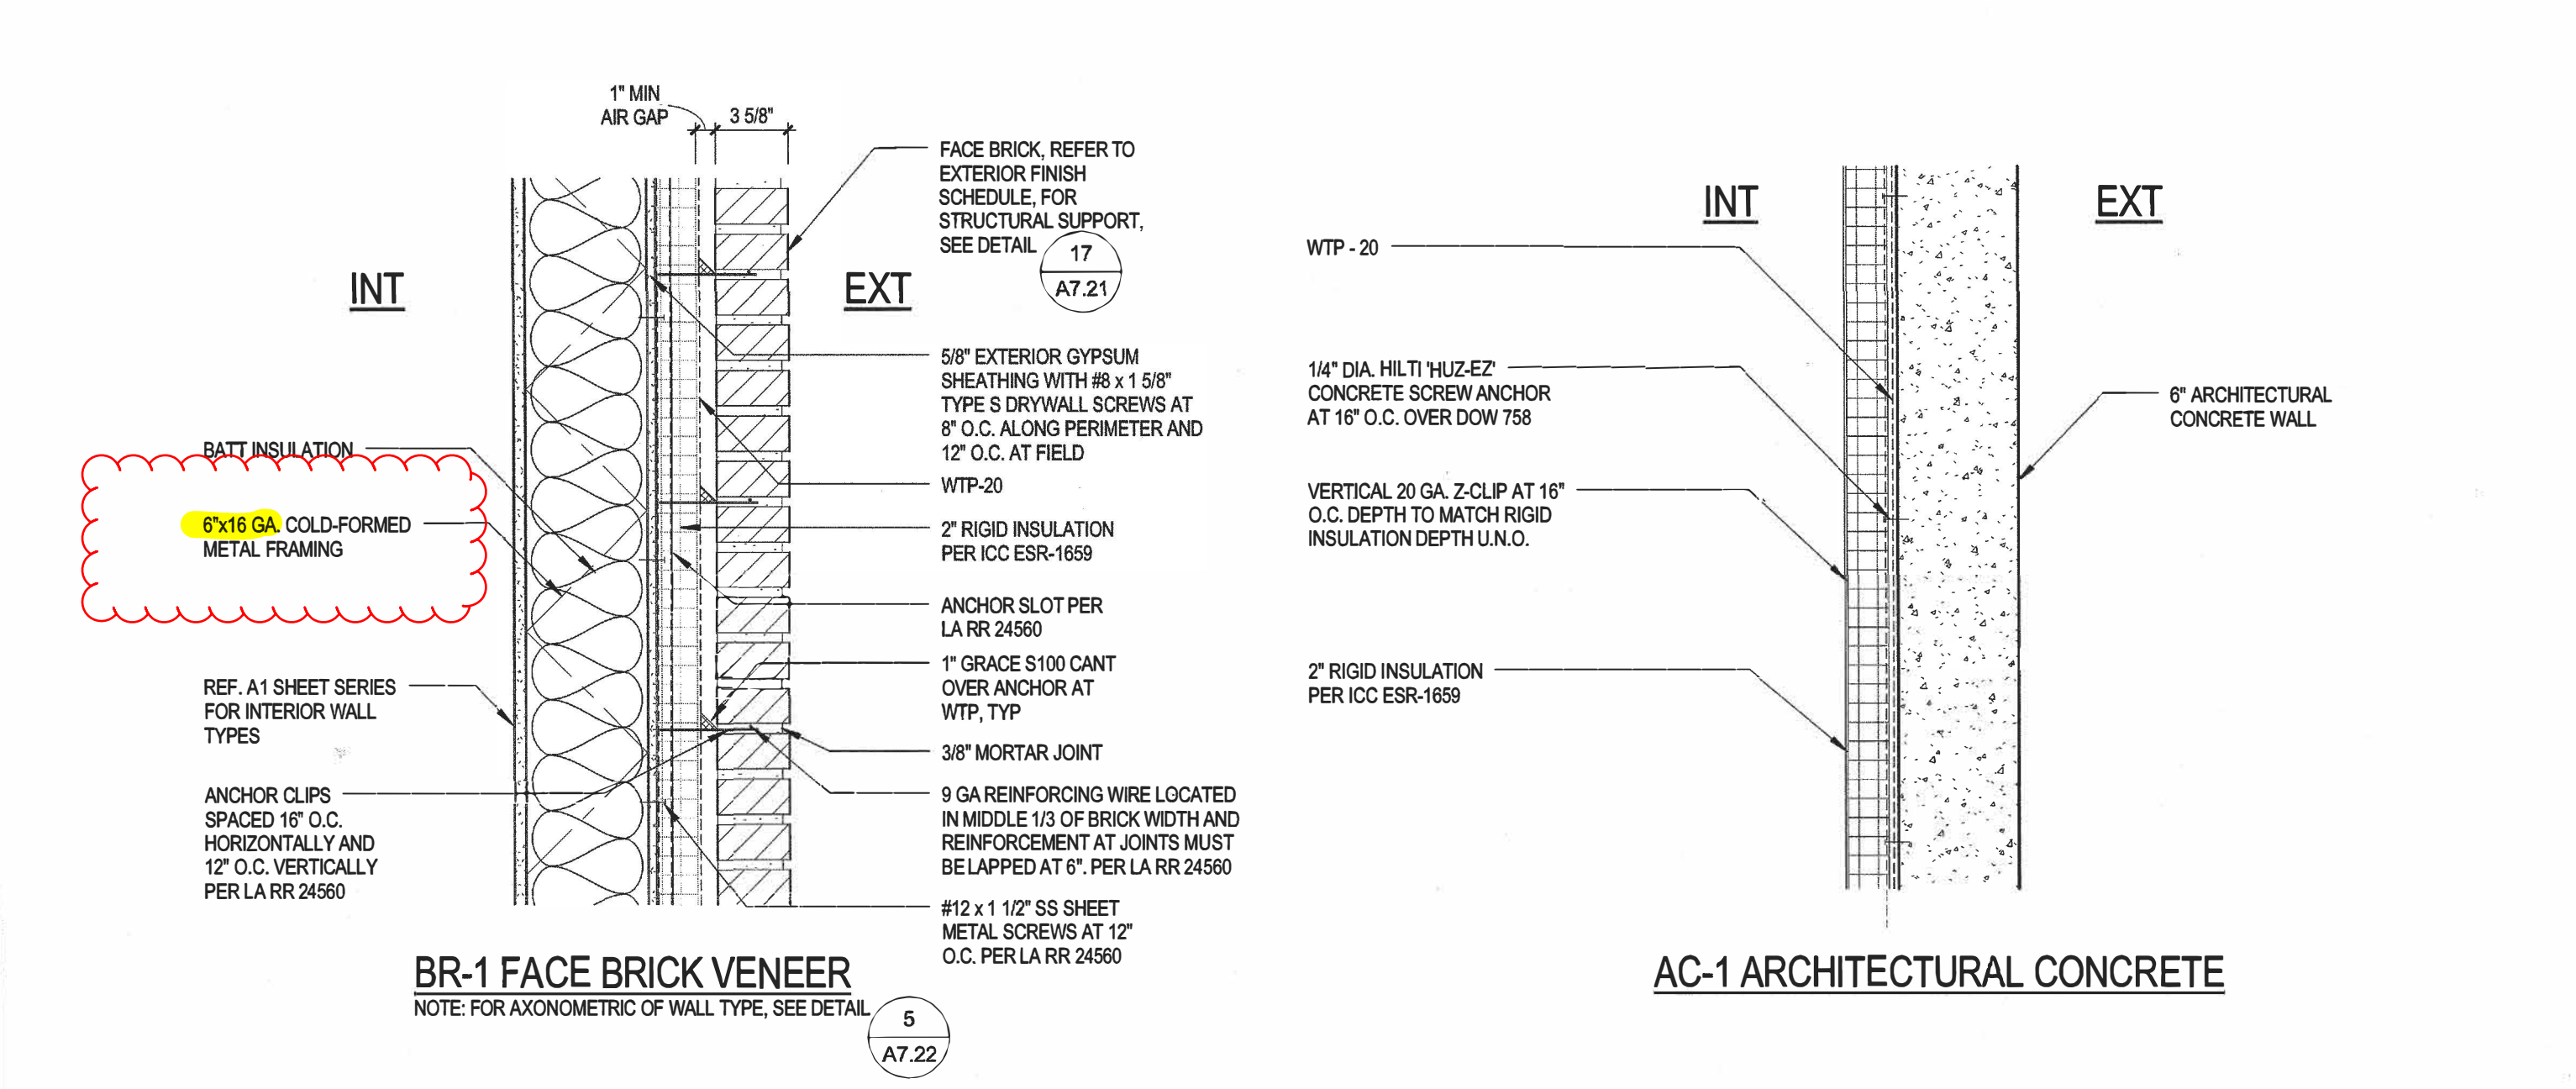 1" MIN
AIR GAP
3 5/8"
INT
EXT
BATT INSULATION
6"x16 GA. COLD-FORMED
METAL FRAMING
REF. A1 SHEET SERIES
FOR INTERIOR WALL
TYPES
ANCHOR CLIPS
SPACED 16" O.C.
HORIZONTALLY AND
12" O.C. VERTICALLY
PER LA RR 24560
FACE BRICK, REFER TO
EXTERIOR FINISH
SCHEDULE, FOR
STRUCTURAL SUPPORT,
SEE DETAIL
17
A7.21
5/8" EXTERIOR GYPSUM
SHEATHING WITH #8 x 1 5/8"
TYPE S DRYWALL SCREWS AT
8" O.C. ALONG PERIMETER AND
12" O.C. AT FIELD
WTP-20
2" RIGID INSULATION
PER ICC ESR-1659
ANCHOR SLOT PER
LA RR 24560
1" GRACE S100 CANT
OVER ANCHOR AT
WTP, TYP
3/8" MORTAR JOINT
9 GA REINFORCING WIRE LOCATED
IN MIDDLE 1/3 OF BRICK WIDTH AND
REINFORCEMENT AT JOINTS MUST
BE LAPPED AT 6". PER LA RR 24560
#12 x 1 1/2" SS SHEET
METAL SCREWS AT 12"
O.C. PER LA RR 24560
BR-1 FACE BRICK VENEER
NOTE: FOR AXONOMETRIC OF WALL TYPE, SEE DETAIL
5
A7.22
INT
EXT
WTP - 20
1/4" DIA. HILTI 'HUZ-EZ'
CONCRETE SCREW ANCHOR
AT 16" O.C. OVER DOW 758
VERTICAL 20 GA. Z-CLIP AT 16"
O.C. DEPTH TO MATCH RIGID
INSULATION DEPTH U.N.O.
2" RIGID INSULATION
PER ICC ESR-1659
6" ARCHITECTURAL
CONCRETE WALL
AC-1 ARCHITECTURAL CONCRETE